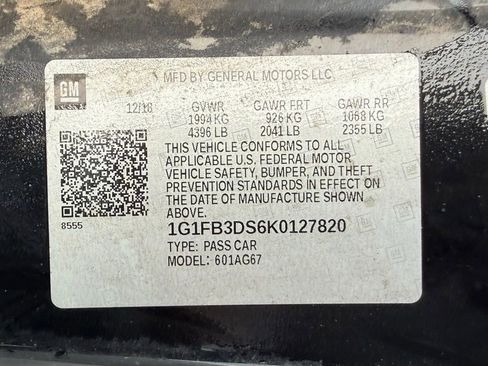 GM
MFD BY GENERAL MOTORS LLC
12/18 GVWR GAWR FRT GAWR RR
1994 KG 926 KG 1068 KG
4396 LB 2041 LB 2355 LB
THIS VEHICLE CONFORMS TO ALL
APPLICABLE U.S. FEDERAL MOTOR
VEHICLE SAFETY, BUMPER, AND THEFT
PREVENTION STANDARDS IN EFFECT ON
THE DATE OF MANUFACTURE SHOWN
ABOVE.
8555
1G1FB3DS6K0127820
TYPE: PASS CAR
MODEL: 601AG67